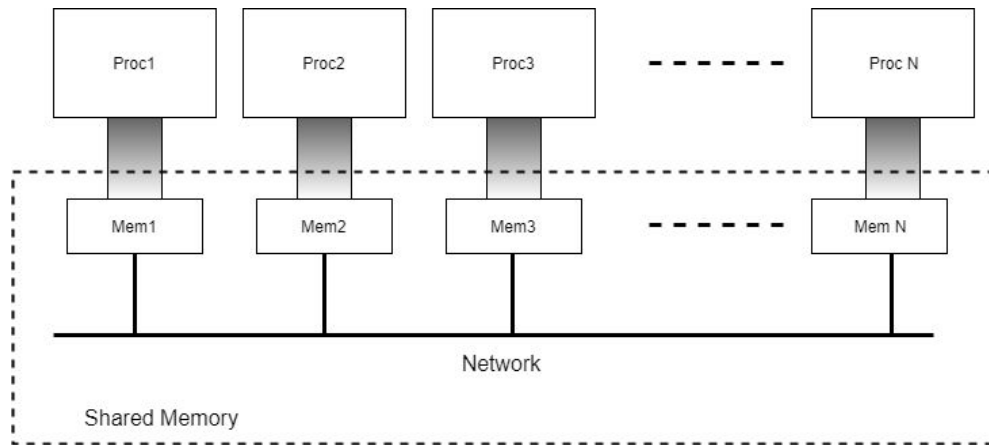 Proc1
Proc2
Proc3
Proc N
Mem1
Mem2
Mem3
Mem N
Network
Shared Memory